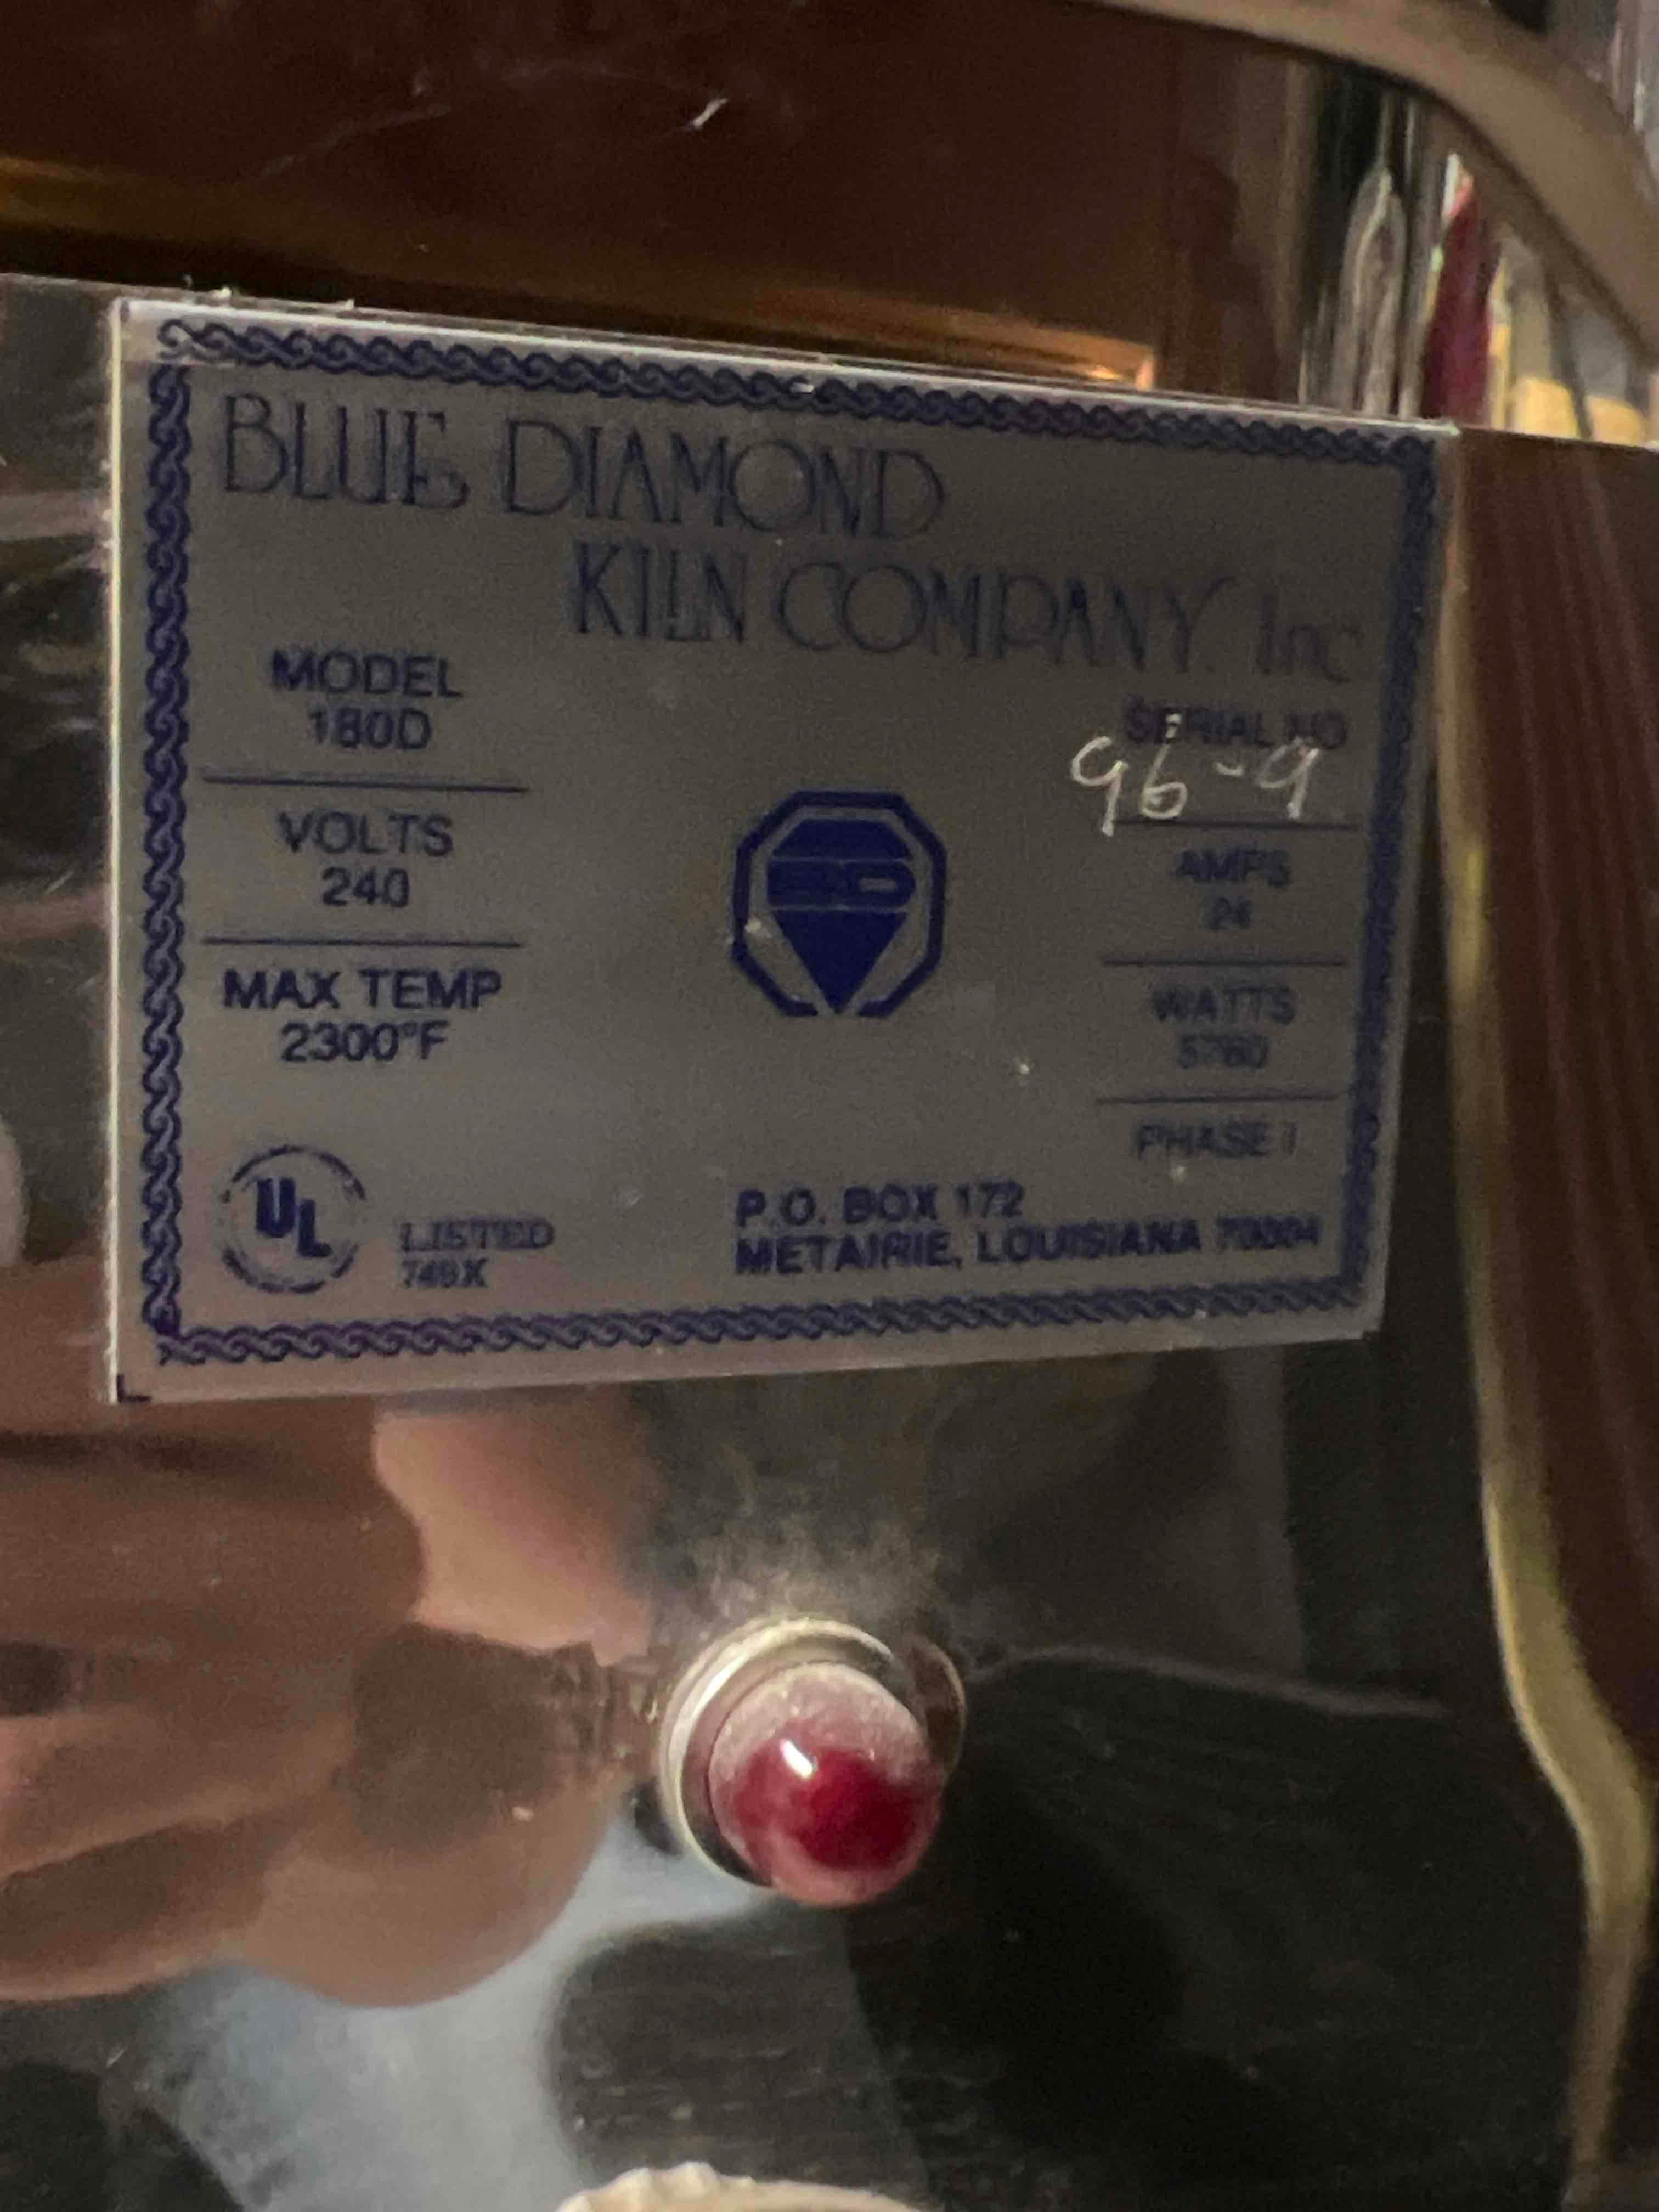 BLUE DIAMOND
KILN COMPANY, Inc
MODEL
180D
VOLTS
240
MAX TEMP
2300°F
SERIAL NO
96-9
AMPS
24
WATTS
5760
PHASE 1
BD
UL
LISTED
P.O. BOX 172
METAIRIE, LOUISIANA